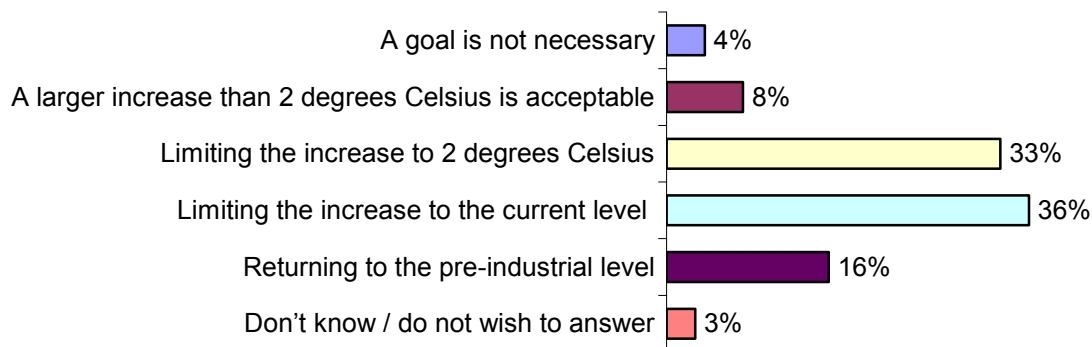 A goal is not necessary 4%
A larger increase than 2 degrees Celsius is acceptable 8%
Limiting the increase to 2 degrees Celsius 33%
Limiting the increase to the current level 36%
Returning to the pre-industrial level 16%
Don’t know / do not wish to answer 3%